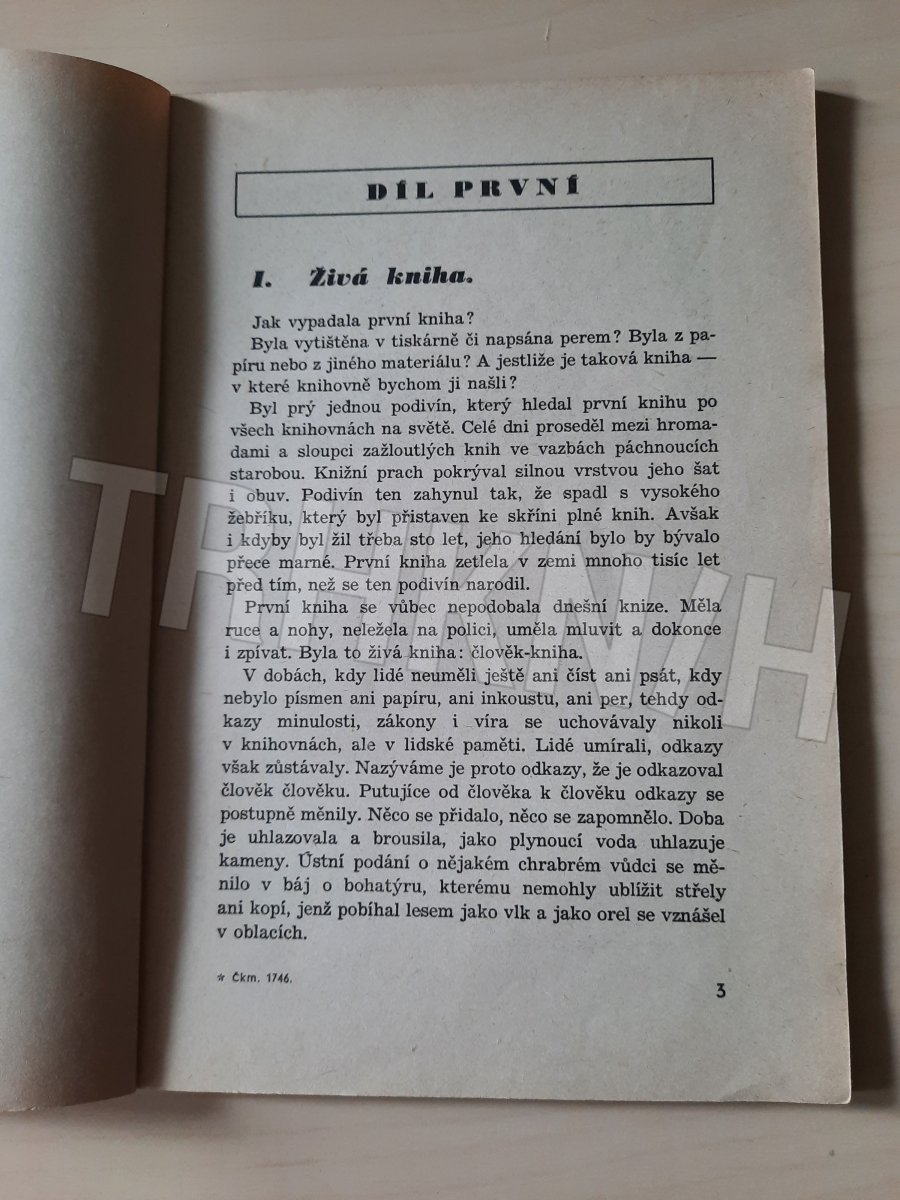 DÍL PRVNÍ
I. Živá kniha.
Jak vypadala první kniha?
Byla vytištěna v tiskárně či napsána perem? Byla z pa-
píru nebo z jiného materiálu? A jestliže je taková kniha —
v které knihovně bychom ji našli?
Byl prý jednou podivín, který hledal první knihu po
všech knihovnách na světě. Celé dni proseděl mezi hroma-
dami a sloupci zažloutlých knih ve vazbách páchnoucích
starobou. Knižní prach pokrýval silnou vrstvou jeho šat
i obuv. Podivín ten zahynul tak, že spadl s vysokého
žebříku, který byl přistaven ke skříni plné knih. Avšak
i kdyby byl žil třeba sto let, jeho hledání bylo by bývalo
přece marné. První kniha zetlela v zemi mnoho tisíc let
před tím, než se ten podivín narodil.
První kniha se vůbec nepodobala dnešní knize. Měla
ruce a nohy, neležela na polici, uměla mluvit a dokonce
i zpívat. Byla to živá kniha: člověk-kniha.
V dobách, kdy lidé neuměli ještě ani číst ani psát, kdy
nebylo písmen ani papíru, ani inkoustu, ani per, tehdy od-
kazy minulosti, zákony i víra se uchovávaly nikoli
v knihovnách, ale v lidské paměti. Lidé umírali, odkazy
však zůstávaly. Nazýváme je proto odkazy, že je odkazoval
člověk člověku. Putujíce od člověka k člověku odkazy se
postupně měnily. Něco se přidalo, něco se zapomnělo. Doba
je uhlazovala a brousila, jako plynoucí voda uhlazuje
kameny. Ústní podání o nějakém chrabrém vůdci se mě-
nilo v báj o bohatýru, kterému nemohly ublížit střely
ani kopí, jenž pobíhal lesem jako vlk a jako orel se vznášel
v oblacích.
* Čkm. 1746.
3
TRHKNIH